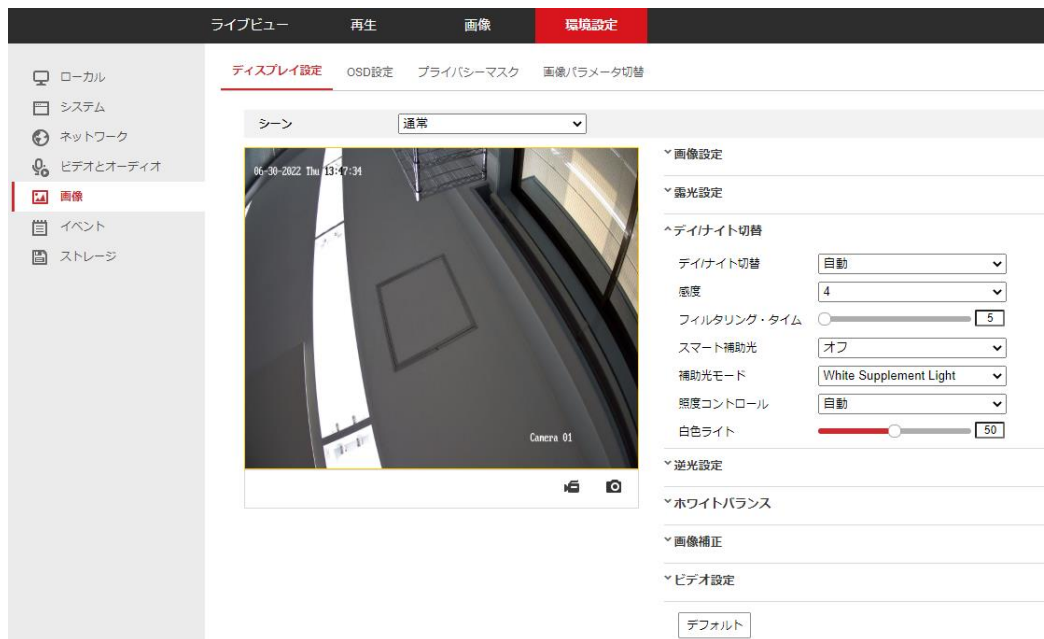 ライブビュー 再生 画像 環境設定
ローカル
システム
ネットワーク
ビデオとオーディオ
画像
イベント
ストレージ
ディスプレイ設定 OSD設定 プライバシーマスク 画像パラメータ切替
シーン 通常
06-30-2022 Thu 13:47:34
Camera 01
画像設定
露光設定
デイ/ナイト切替
デイ/ナイト切替 自動
感度 4
フィルタリング・タイム 5
スマート補助光 オフ
補助光モード White Supplement Light
照度コントロール 自動
白色ライト 50
逆光設定
ホワイトバランス
画像補正
ビデオ設定
デフォルト